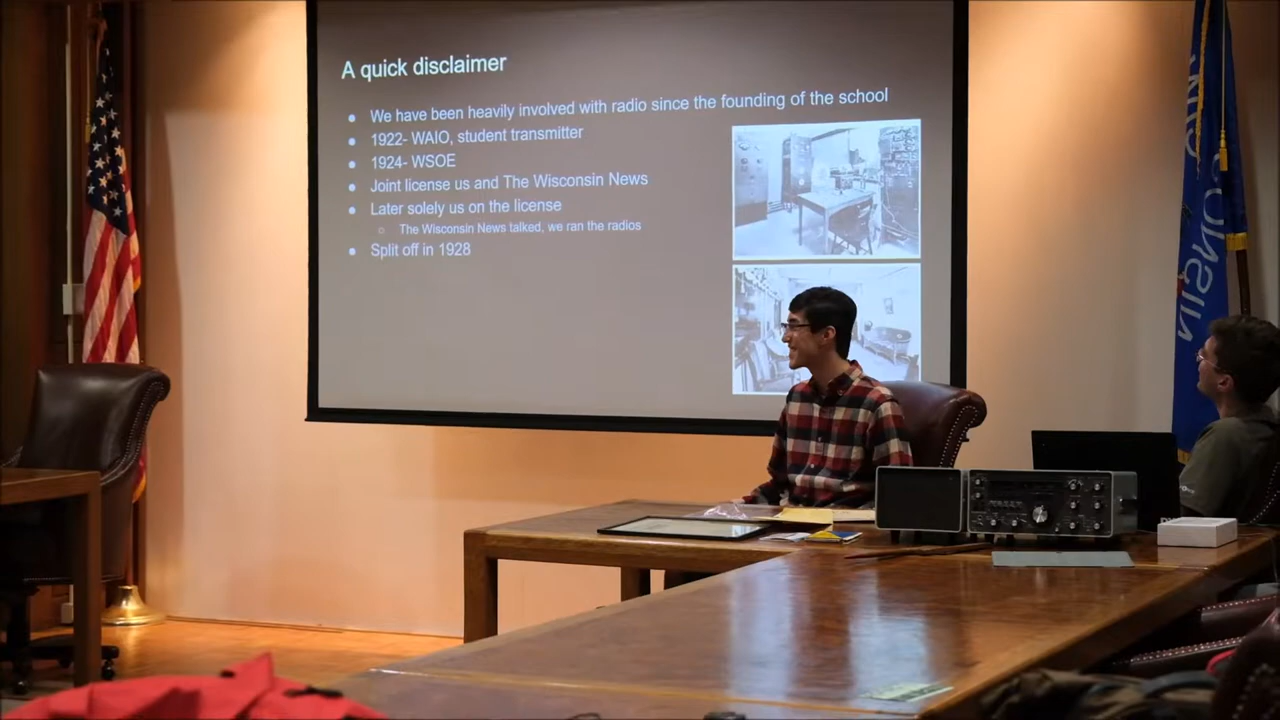 A quick disclaimer
We have been heavily involved with radio since the founding of the school
1922- WAIO, student transmitter
1924- WSOE
Joint license us and The Wisconsin News
Later solely us on the license
The Wisconsin News talked, we ran the radios
Split off in 1928